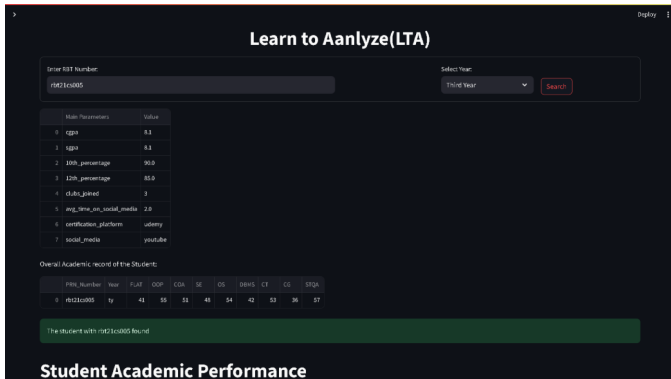 Deploy
Learn to Aanlyze(LTA)
Enter RBT Number:
Select Year:
rbt21cs005
Third Year
Search
Main Parameters Value
0 cgpa 8.1
1 sgpa 8.1
2 10th_percentage 90.0
3 12th_percentage 85.0
4 clubs_joined 3
5 avg_time_on_social_media 2.0
6 certification_platform udemy
7 social_media youtube
Overall Academic record of the Student:
PRN_Number Year FLAT OOP COA SE OS DBMS CT CG STQA
0 rbt21cs005 ty 41 55 51 48 54 42 53 36 57
The student with rbt21cs005 found
Student Academic Performance